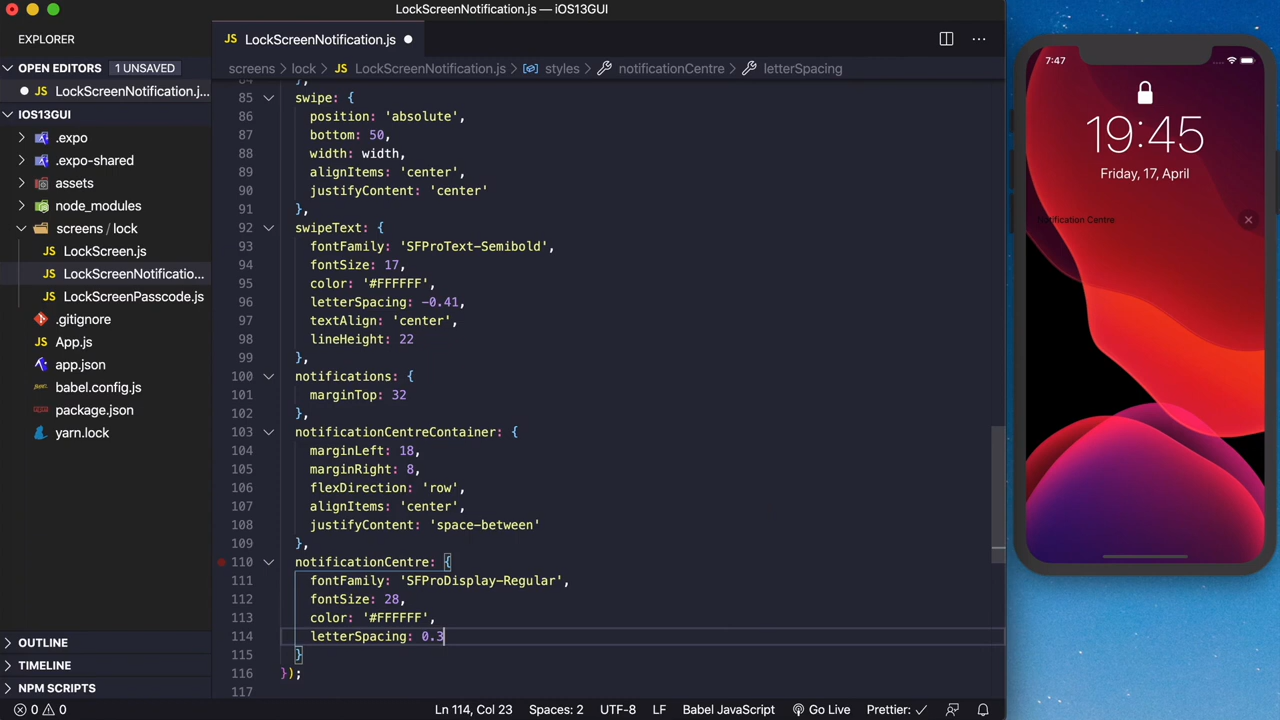 LockScreenNotification.js — iOS13GUI
EXPLORER
OPEN EDITORS 1 UNSAVED
JS LockScreenNotification.j...
IOS13GUI
.expo
.expo-shared
assets
node_modules
screens / lock
JS LockScreen.js
JS LockScreenNotificatio...
JS LockScreenPasscode.js
.gitignore
JS App.js
app.json
babel.config.js
package.json
yarn.lock
OUTLINE
TIMELINE
NPM SCRIPTS
JS LockScreenNotification.js
screens > lock > JS LockScreenNotification.js > styles > notificationCentre > letterSpacing
84 },
85 swipe: {
86 position: 'absolute',
87 bottom: 50,
88 width: width,
89 alignItems: 'center',
90 justifyContent: 'center'
91 },
92 swipeText: {
93 fontFamily: 'SFProText-Semibold',
94 fontSize: 17,
95 color: '#FFFFFF',
96 letterSpacing: -0.41,
97 textAlign: 'center',
98 lineHeight: 22
99 },
100 notifications: {
101 marginTop: 32
102 },
103 notificationCentreContainer: {
104 marginLeft: 18,
105 marginRight: 8,
106 flexDirection: 'row',
107 alignItems: 'center',
108 justifyContent: 'space-between'
109 },
110 notificationCentre: {
111 fontFamily: 'SFProDisplay-Regular',
112 fontSize: 28,
113 color: '#FFFFFF',
114 letterSpacing: 0.3
115 }
116 });
117
0 0 Ln 114, Col 23 Spaces: 2 UTF-8 LF Babel JavaScript Go Live Prettier: ✓
7:47
19:45
Friday, 17, April
Notification Centre